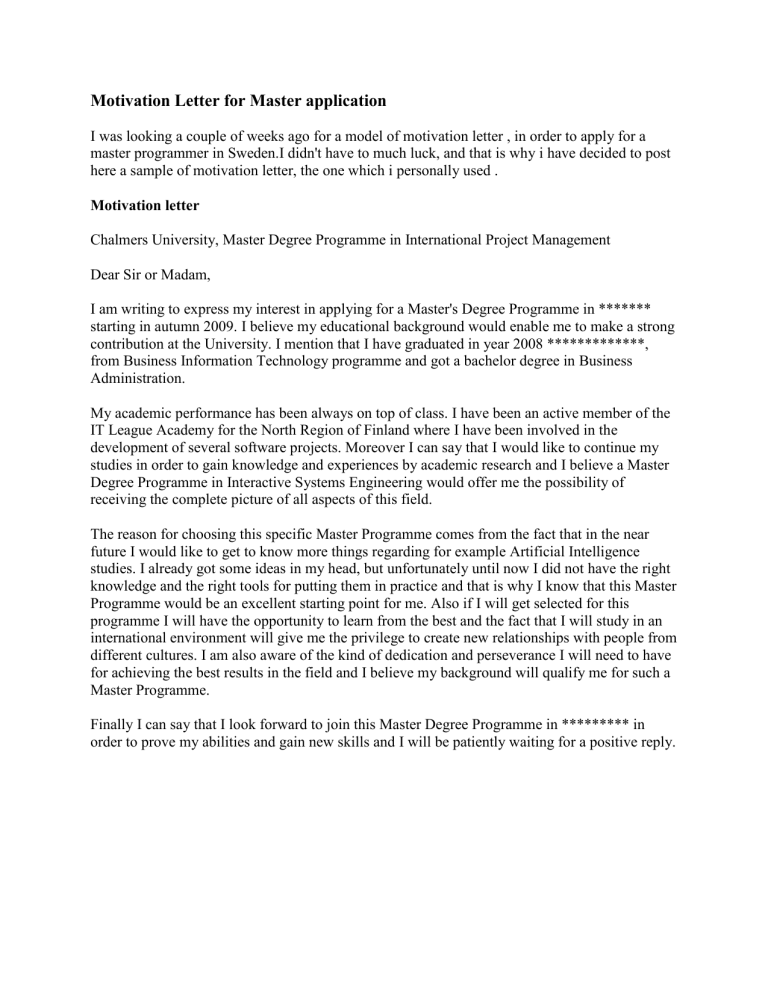 Motivation Letter for Master application
I was looking a couple of weeks ago for a model of motivation letter , in order to apply for a
master programmer in Sweden.I didn't have to much luck, and that is why i have decided to post
here a sample of motivation letter, the one which i personally used .
Motivation letter
Chalmers University, Master Degree Programme in International Project Management
Dear Sir or Madam,
I am writing to express my interest in applying for a Master's Degree Programme in *******
starting in autumn 2009. I believe my educational background would enable me to make a strong
contribution at the University. I mention that I have graduated in year 2008 *************,
from Business Information Technology programme and got a bachelor degree in Business
Administration.
My academic performance has been always on top of class. I have been an active member of the
IT League Academy for the North Region of Finland where I have been involved in the
development of several software projects. Moreover I can say that I would like to continue my
studies in order to gain knowledge and experiences by academic research and I believe a Master
Degree Programme in Interactive Systems Engineering would offer me the possibility of
receiving the complete picture of all aspects of this field.
The reason for choosing this specific Master Programme comes from the fact that in the near
future I would like to get to know more things regarding for example Artificial Intelligence
studies. I already got some ideas in my head, but unfortunately until now I did not have the right
knowledge and the right tools for putting them in practice and that is why I know that this Master
Programme would be an excellent starting point for me. Also if I will get selected for this
programme I will have the opportunity to learn from the best and the fact that I will study in an
international environment will give me the privilege to create new relationships with people from
different cultures. I am also aware of the kind of dedication and perseverance I will need to have
for achieving the best results in the field and I believe my background will qualify me for such a
Master Programme.
Finally I can say that I look forward to join this Master Degree Programme in ********* in
order to prove my abilities and gain new skills and I will be patiently waiting for a positive reply.